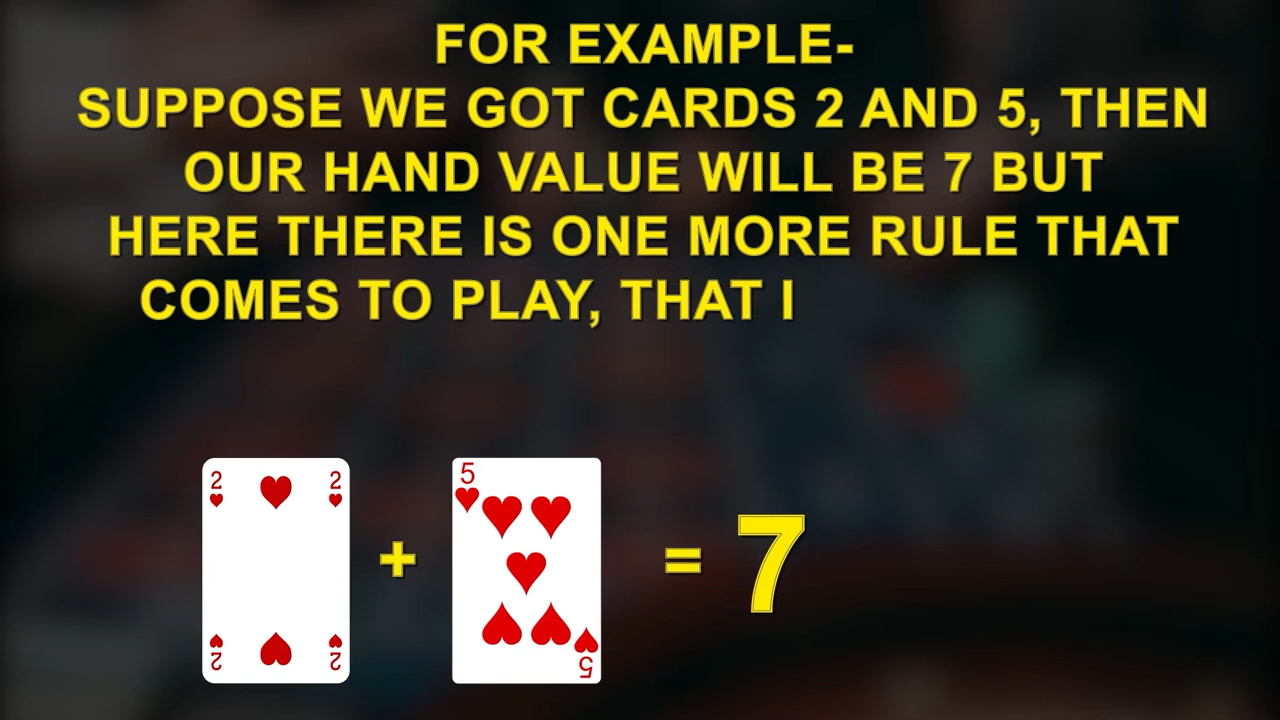 FOR EXAMPLE-
SUPPOSE WE GOT CARDS 2 AND 5, THEN
OUR HAND VALUE WILL BE 7 BUT
HERE THERE IS ONE MORE RULE THAT
COMES TO PLAY, THAT I
2 2 5
+ = 7
2 2 5